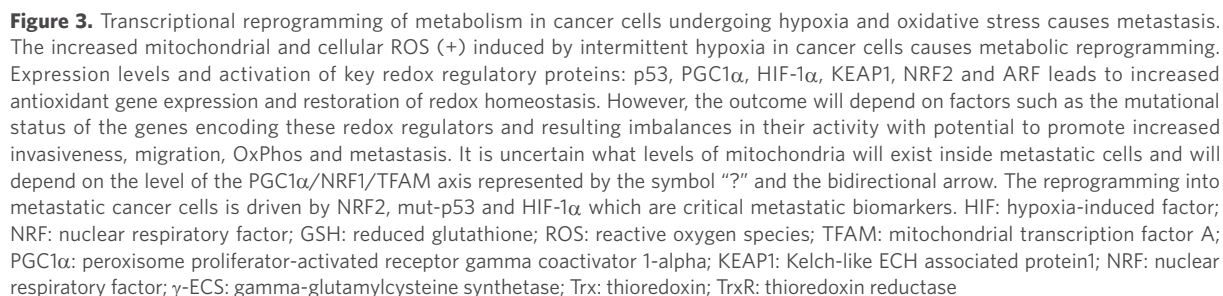 Figure 3. Transcriptional reprogramming of metabolism in cancer cells undergoing hypoxia and oxidative stress causes metastasis.
The increased mitochondrial and cellular ROS (+) induced by intermittent hypoxia in cancer cells causes metabolic reprogramming.
Expression levels and activation of key redox regulatory proteins: p53, PGC1α, HIF-1α, KEAP1, NRF2 and ARF leads to increased
antioxidant gene expression and restoration of redox homeostasis. However, the outcome will depend on factors such as the mutational
status of the genes encoding these redox regulators and resulting imbalances in their activity with potential to promote increased
invasiveness, migration, OxPhos and metastasis. It is uncertain what levels of mitochondria will exist inside metastatic cells and will
depend on the level of the PGC1α/NRF1/TFAM axis represented by the symbol “?” and the bidirectional arrow. The reprogramming into
metastatic cancer cells is driven by NRF2, mut-p53 and HIF-1α which are critical metastatic biomarkers. HIF: hypoxia-induced factor;
NRF: nuclear respiratory factor; GSH: reduced glutathione; ROS: reactive oxygen species; TFAM: mitochondrial transcription factor A;
PGC1α: peroxisome proliferator-activated receptor gamma coactivator 1-alpha; KEAP1: Kelch-like ECH associated protein1; NRF: nuclear
respiratory factor; γ-ECS: gamma-glutamylcysteine synthetase; Trx: thioredoxin; TrxR: thioredoxin reductase